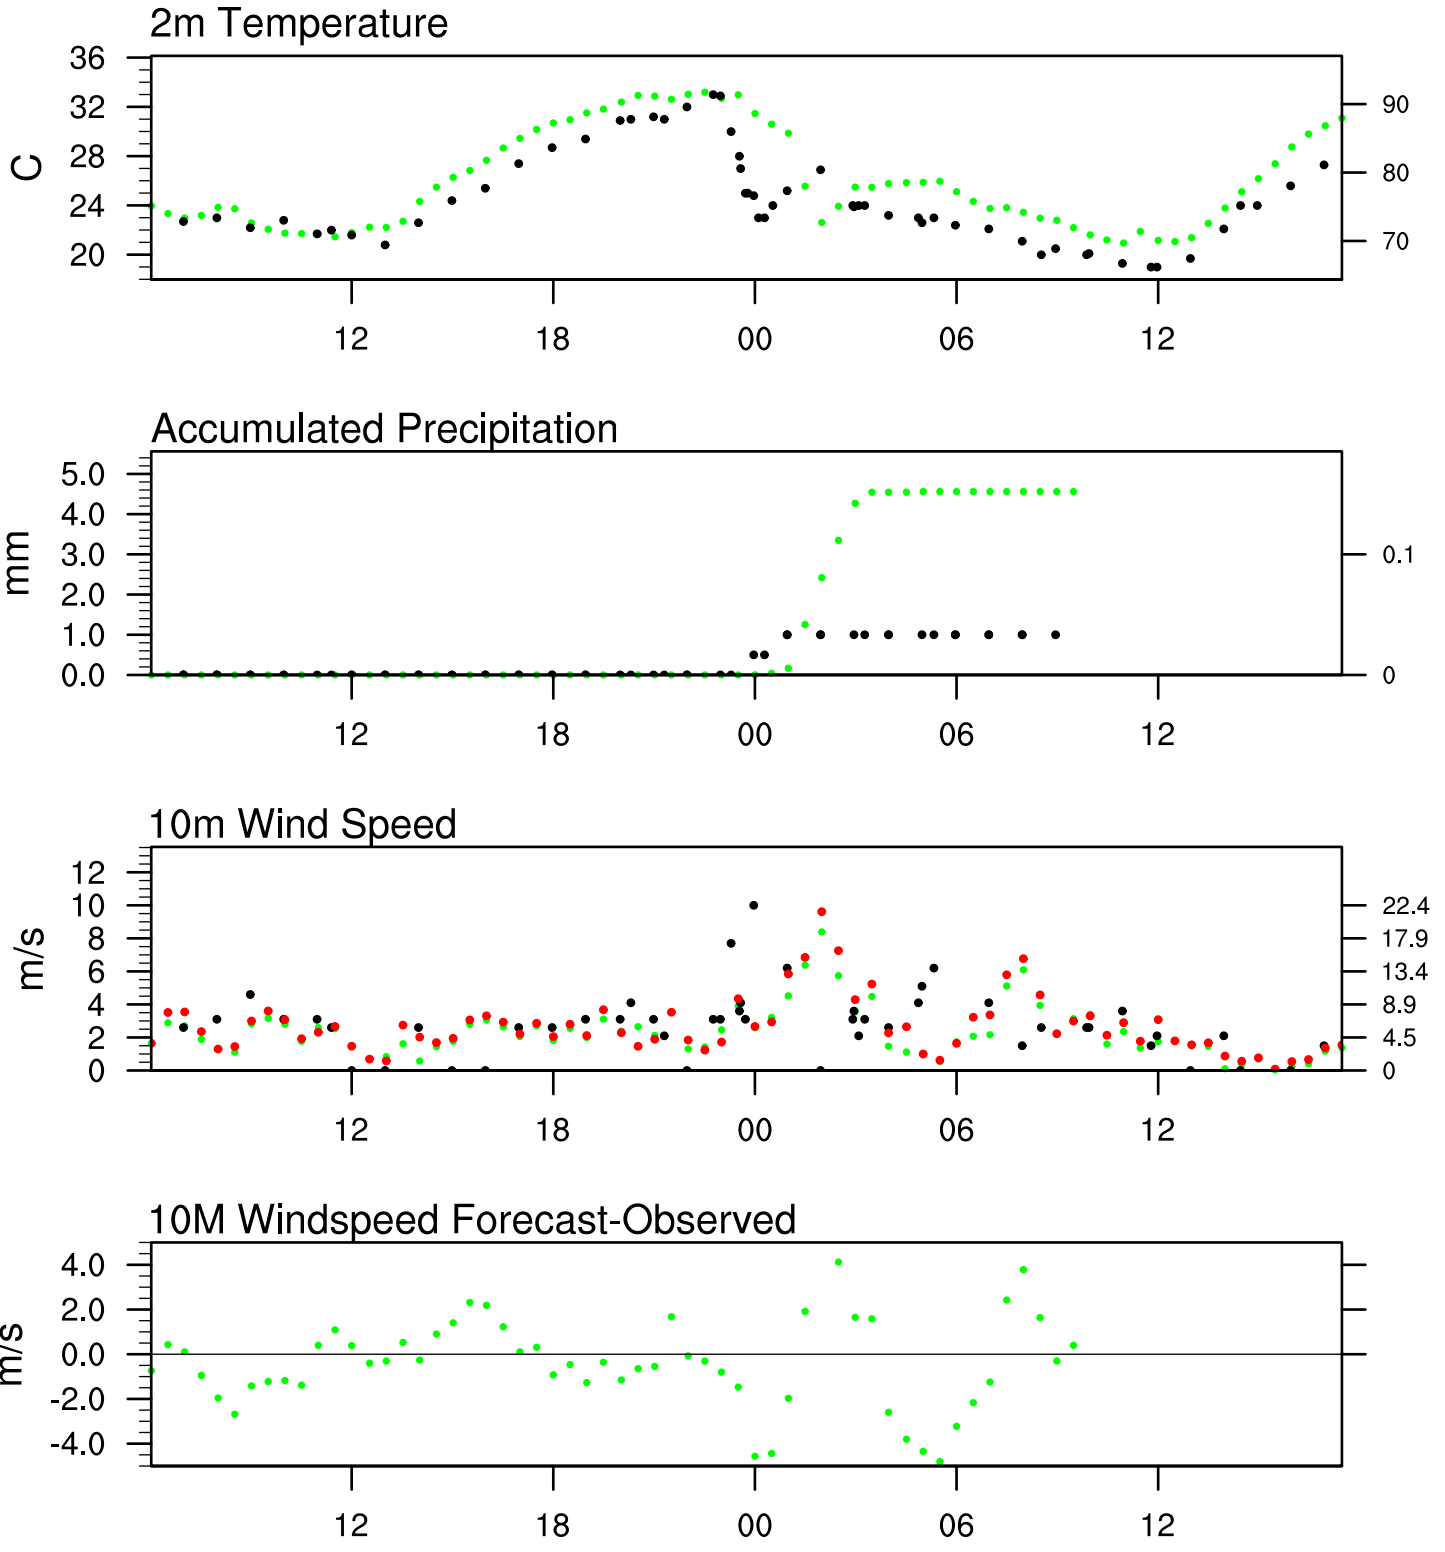 2m Temperature
36
32
28
24
20
C
90
80
70
12 18 00 06 12
Accumulated Precipitation
5.0
4.0
3.0
2.0
1.0
0.0
mm
0.1
0
12 18 00 06 12
10m Wind Speed
12
10
8
6
4
2
0
m/s
22.4
17.9
13.4
8.9
4.5
0
12 18 00 06 12
10M Windspeed Forecast-Observed
4.0
2.0
0.0
-2.0
-4.0
m/s
12 18 00 06 12